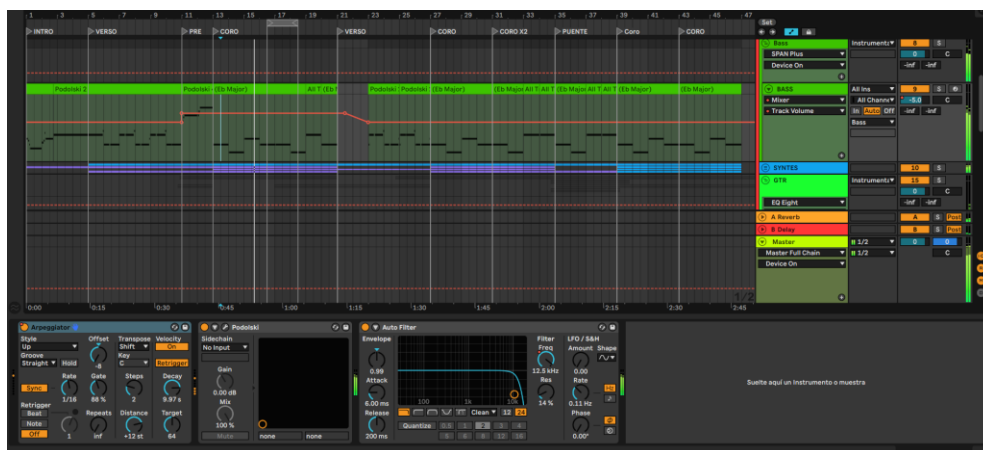 1 3 5 7 9 11 13 15 17 19 21 23 25 27 29 31 33 35 37 39 41 43 45 47
Set
INTRO VERSO PRE CORO VERSO CORO CORO X2 PUENTE Coro CORO
Bass Instruments 8 S
SPAN Plus 0 C
Device On -inf -inf
Podolski 2 Podolski (Eb Major) All T (Eb Podolski Podolski (Eb Major) (Eb Major All T All T (Eb Major All T All T (Eb Major) (Eb Major)
BASS All Ins 9 S
Mixer All Channe -5.0 C
Track Volume In Auto Off -inf -inf
Bass
SYNTES 10 S
GTR Instruments 15 S
0 C
EQ Eight -inf -inf
A Reverb A S Post
B Delay B S Post
Master 1/2 0 0
Master Full Chain 1/2 C
Device On
1/2
0:00 0:15 0:30 0:45 1:00 1:15 1:30 1:45 2:00 2:15 2:30 2:45
Arpeggiator
Style Offset Transpose Velocity
Up Shift On
Groove Key
Straight Hold -8 C Retrigger
Rate Gate Steps Decay
Sync 1/16 88 % 2 9.97 s
Retrigger
Beat Repeats Distance Target
Note
Off 1 inf +12 st 64
Podolski
Sidechain
No Input
Gain
0.00 dB
Mix
100 %
Mute none none
Auto Filter
Envelope Filter LFO / S&H
Freq Amount Shape
0.99 12.5 kHz 0.00
Attack Res Rate
6.00 ms 100 1k 10k 14 % 0.11 Hz
Clean 12 24
Release Phase
Quantize 0.5 1 2 3 4
200 ms 5 6 8 12 16 0.00°
Suelte aquí un Instrumento o muestra